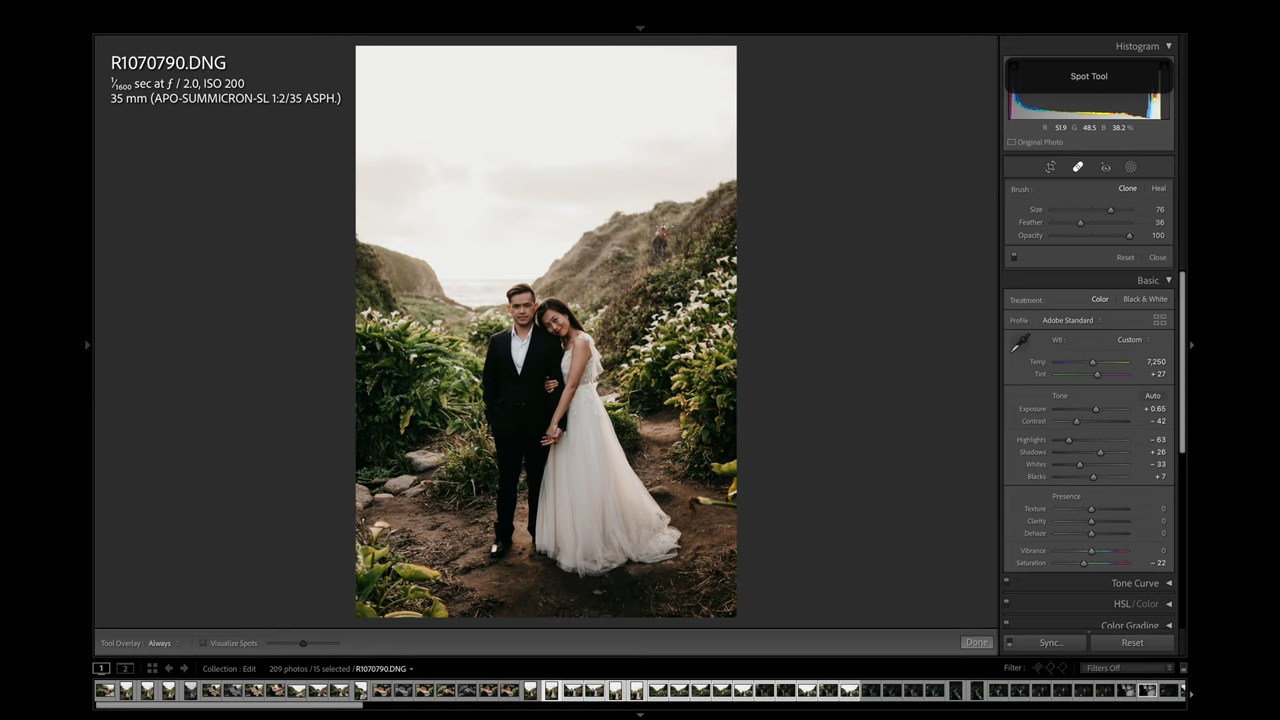 R1070790.DNG
1/1600 sec at ƒ / 2.0, ISO 200
35 mm (APO-SUMMICRON-SL 1:2/35 ASPH.)
Histogram
Spot Tool
R 51.9 G 48.5 B 38.2 %
Original Photo
Brush : Clone Heal
Size 76
Feather 36
Opacity 100
Reset Close
Basic
Treatment : Color Black & White
Profile : Adobe Standard
WB : Custom
Temp 7,250
Tint + 27
Tone Auto
Exposure + 0.65
Contrast − 42
Highlights − 63
Shadows + 26
Whites − 33
Blacks + 7
Presence
Texture 0
Clarity 0
Dehaze 0
Vibrance 0
Saturation − 22
Tone Curve
HSL / Color
Color Grading
Tool Overlay : Always Visualize Spots Done Sync... Reset
1 2 Collection : Edit 209 photos / 15 selected / R1070790.DNG Filter : Filters Off